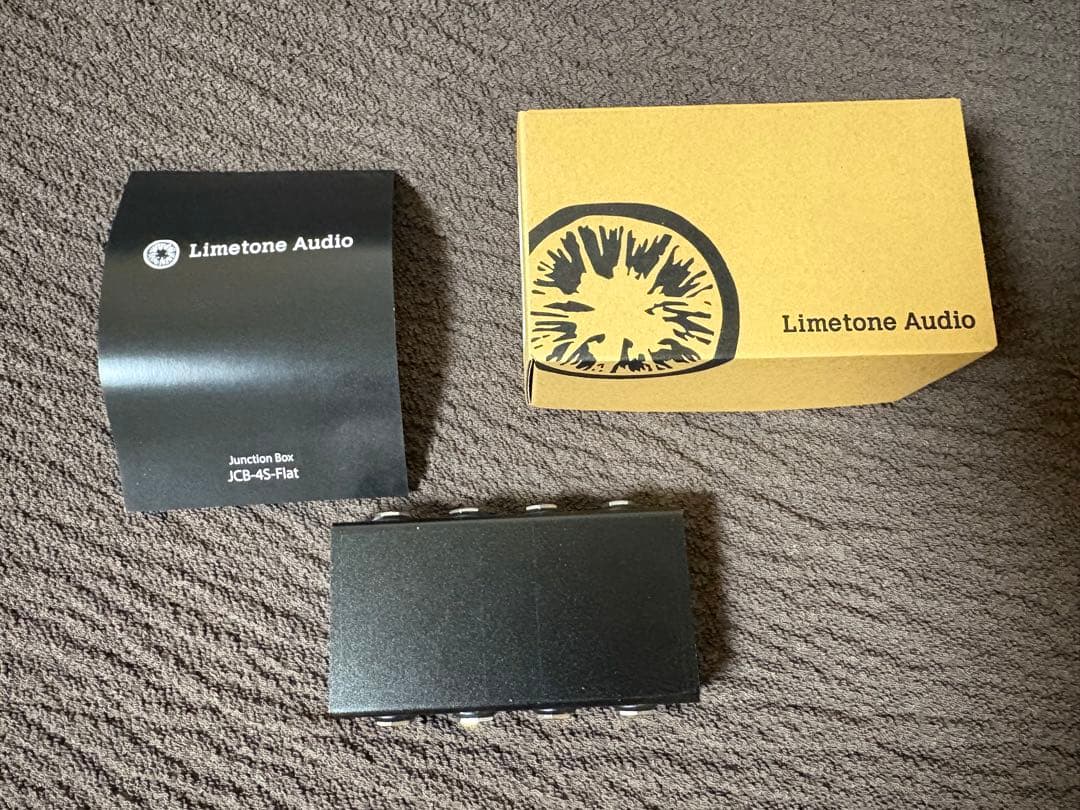 Limetone Audio
Junction Box
JCB-4S-Flat
Limetone Audio